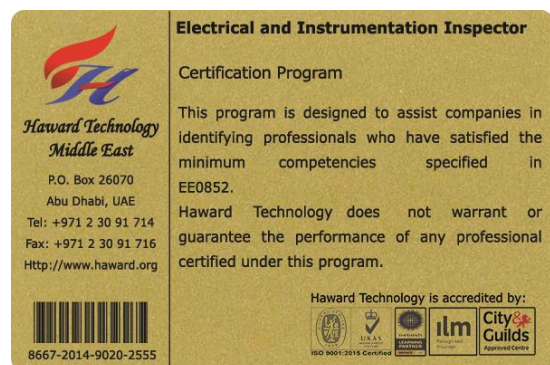 Haward Technology
Middle East
P.O. Box 26070
Abu Dhabi, UAE
Tel: +971 2 30 91 714
Fax: +971 2 30 91 716
Http://www.haward.org
8667-2014-9020-2555
Electrical and Instrumentation Inspector
Certification Program
This program is designed to assist companies in
identifying professionals who have satisfied the
minimum competencies specified in
EE0852.
Haward Technology does not warrant or
guarantee the performance of any professional
certified under this program.
Haward Technology is accredited by:
ISO 9001:2015 Certified
UKAS
LEARNING
PARTNER
ilm
Recognised
Provider
City&
Guilds
Approved Centre